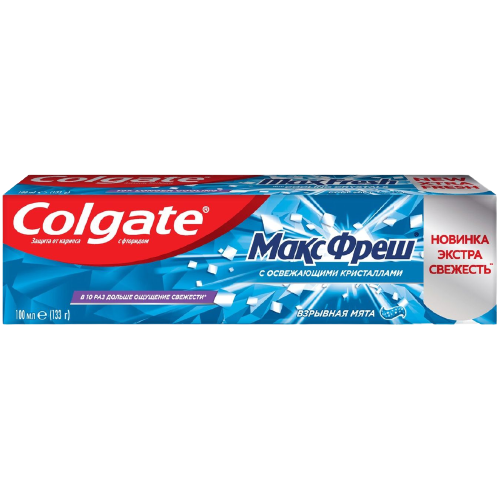 MaxFresh
NEW
Colgate®
Защита от кариеса с фторидом
МаксФреш
С ОСВЕЖАЮЩИМИ КРИСТАЛЛАМИ
НОВИНКА
ЭКСТРА
СВЕЖЕСТЬ**
В 10 РАЗ ДОЛЬШЕ ОЩУЩЕНИЕ СВЕЖЕСТИ*
100 мл e (133 г)
ВЗРЫВНАЯ МЯТА